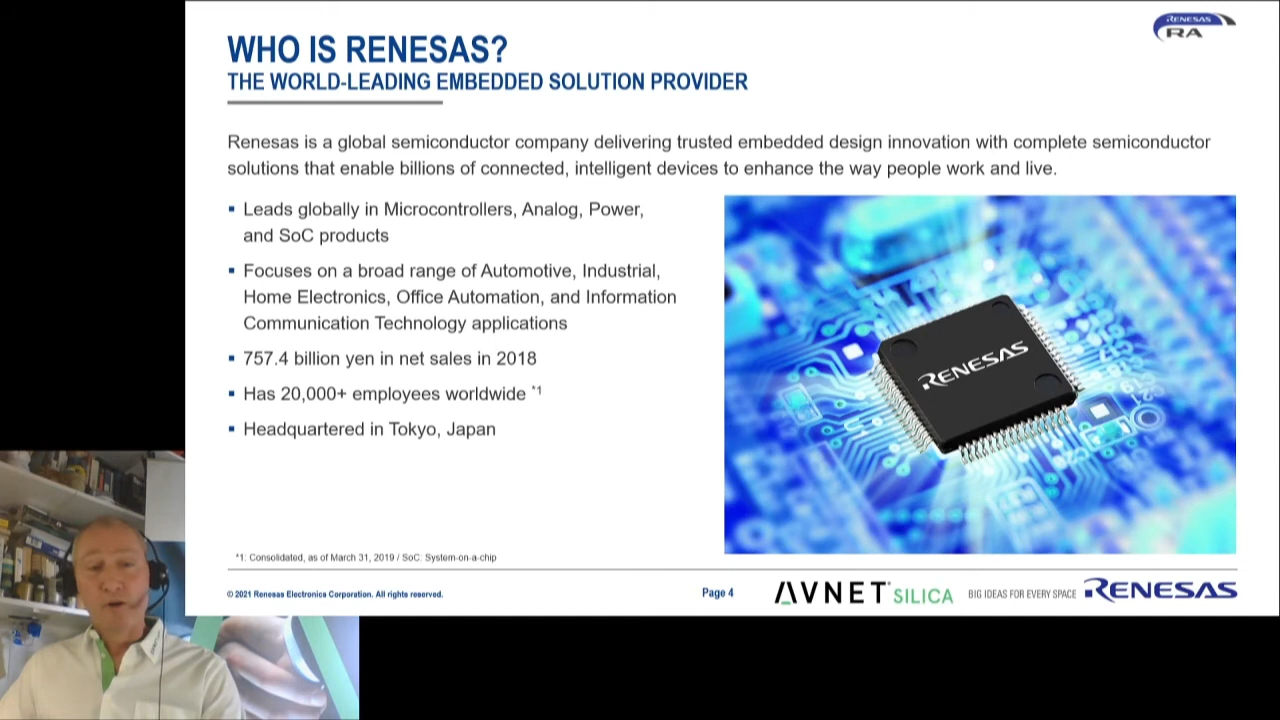 RENESAS
RA
WHO IS RENESAS?
THE WORLD-LEADING EMBEDDED SOLUTION PROVIDER
Renesas is a global semiconductor company delivering trusted embedded design innovation with complete semiconductor
solutions that enable billions of connected, intelligent devices to enhance the way people work and live.
▪ Leads globally in Microcontrollers, Analog, Power,
and SoC products
▪ Focuses on a broad range of Automotive, Industrial,
Home Electronics, Office Automation, and Information
Communication Technology applications
▪ 757.4 billion yen in net sales in 2018
▪ Has 20,000+ employees worldwide *1
▪ Headquartered in Tokyo, Japan
RENESAS
*1: Consolidated, as of March 31, 2019 / SoC: System-on-a-chip
© 2021 Renesas Electronics Corporation. All rights reserved.
Page 4
AVNET SILICA
BIG IDEAS FOR EVERY SPACE RENESAS